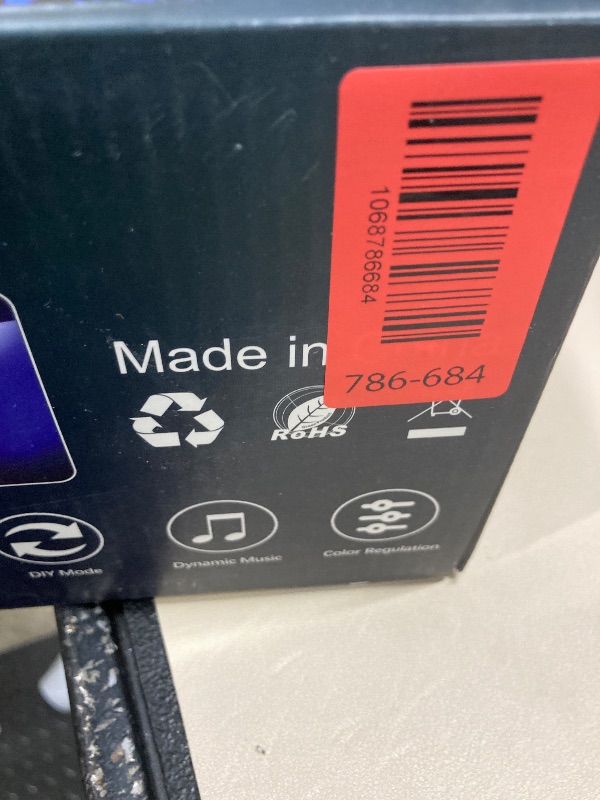 1068786684
786-684
Made in
RoHS
DIY Mode
Dynamic Music
Color Regulation